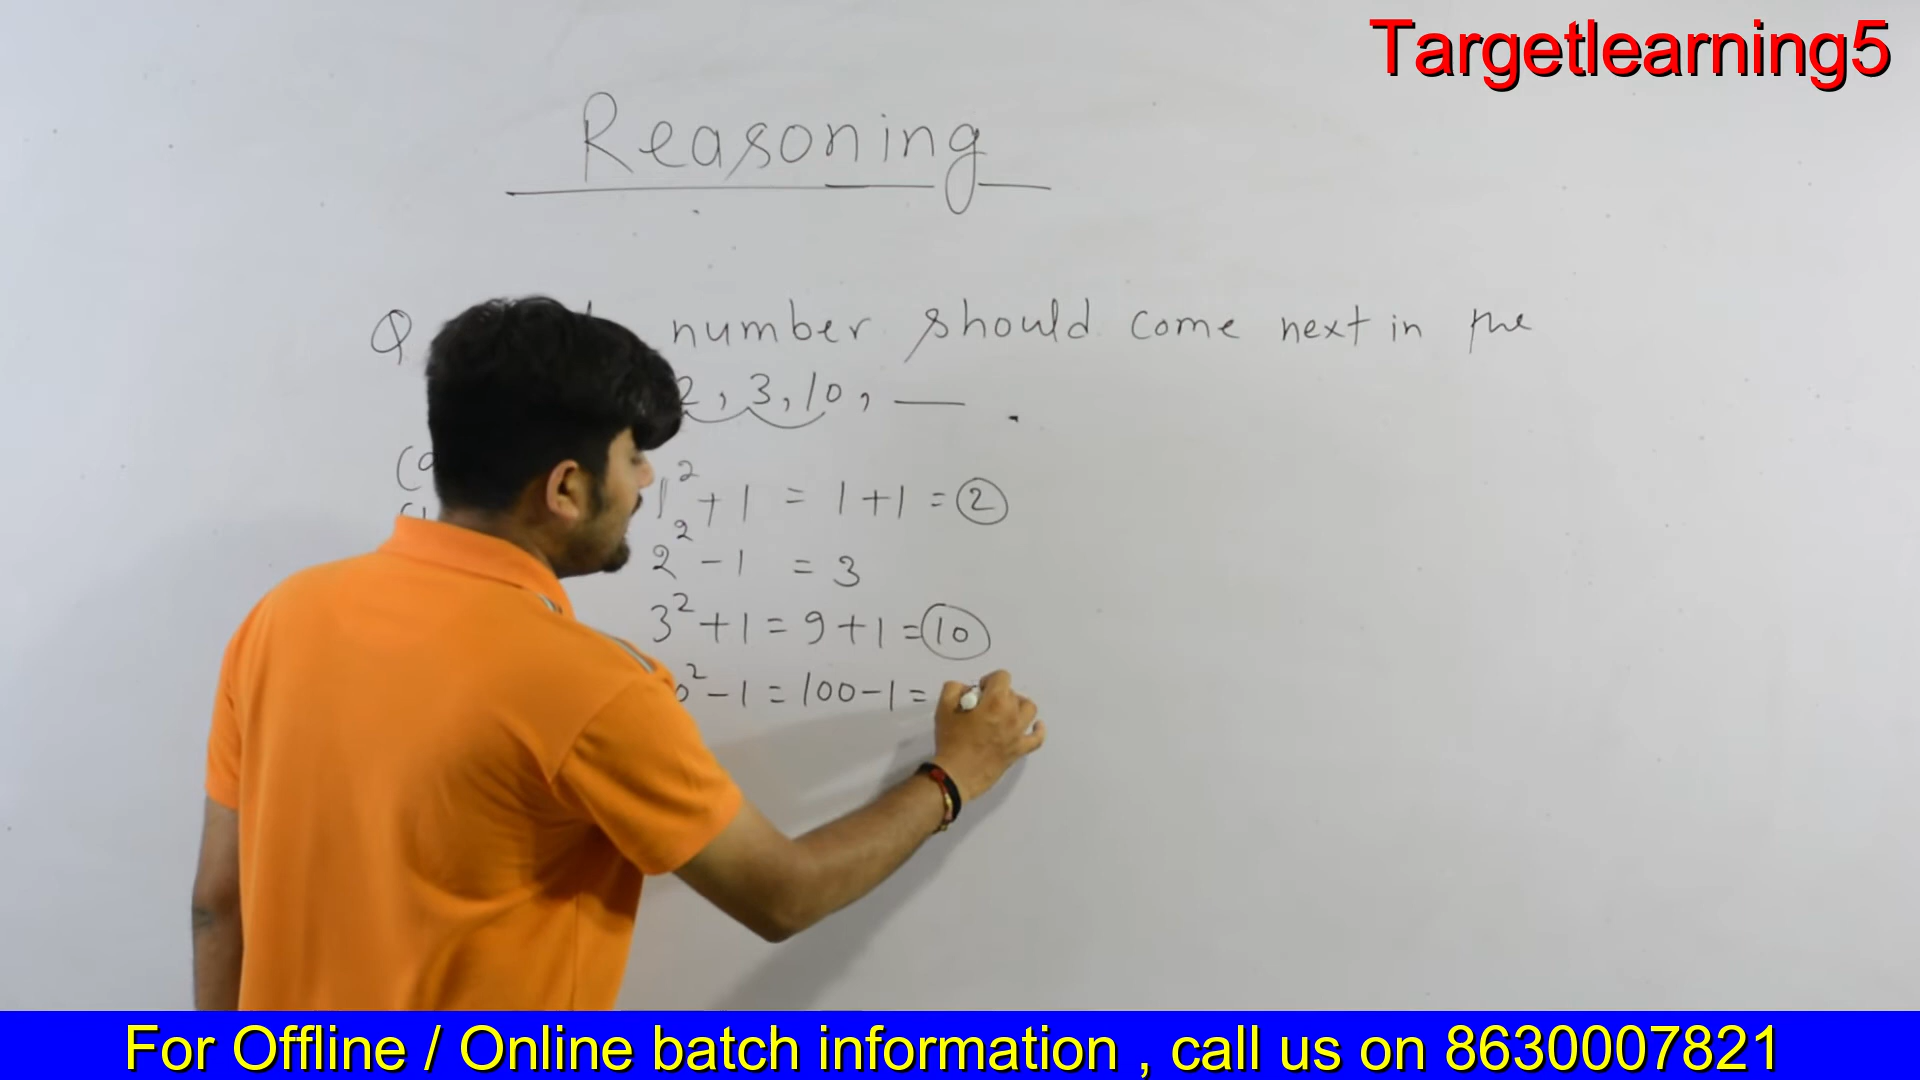 Targetlearning5
Reasoning
Q number should come next in the
2, 3, 10, __.
(a
1² + 1 = 1 + 1 = 2
2² - 1 = 3
3² + 1 = 9 + 1 = 10
² - 1 = 100 - 1 =
For Offline / Online batch information , call us on 8630007821